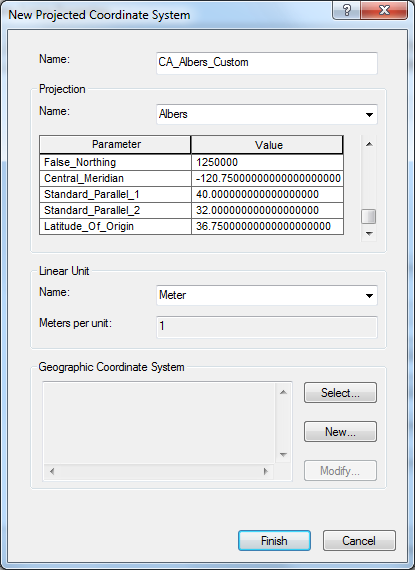 New Projected Coordinate System
Name: CA_Albers_Custom
Projection
Name: Albers
Parameter Value
False_Northing 1250000
Central_Meridian -120.75000000000000000000
Standard_Parallel_1 40.000000000000000000
Standard_Parallel_2 32.000000000000000000
Latitude_Of_Origin 36.750000000000000000000
Linear Unit
Name: Meter
Meters per unit: 1
Geographic Coordinate System
Select...
New...
Modify...
Finish Cancel